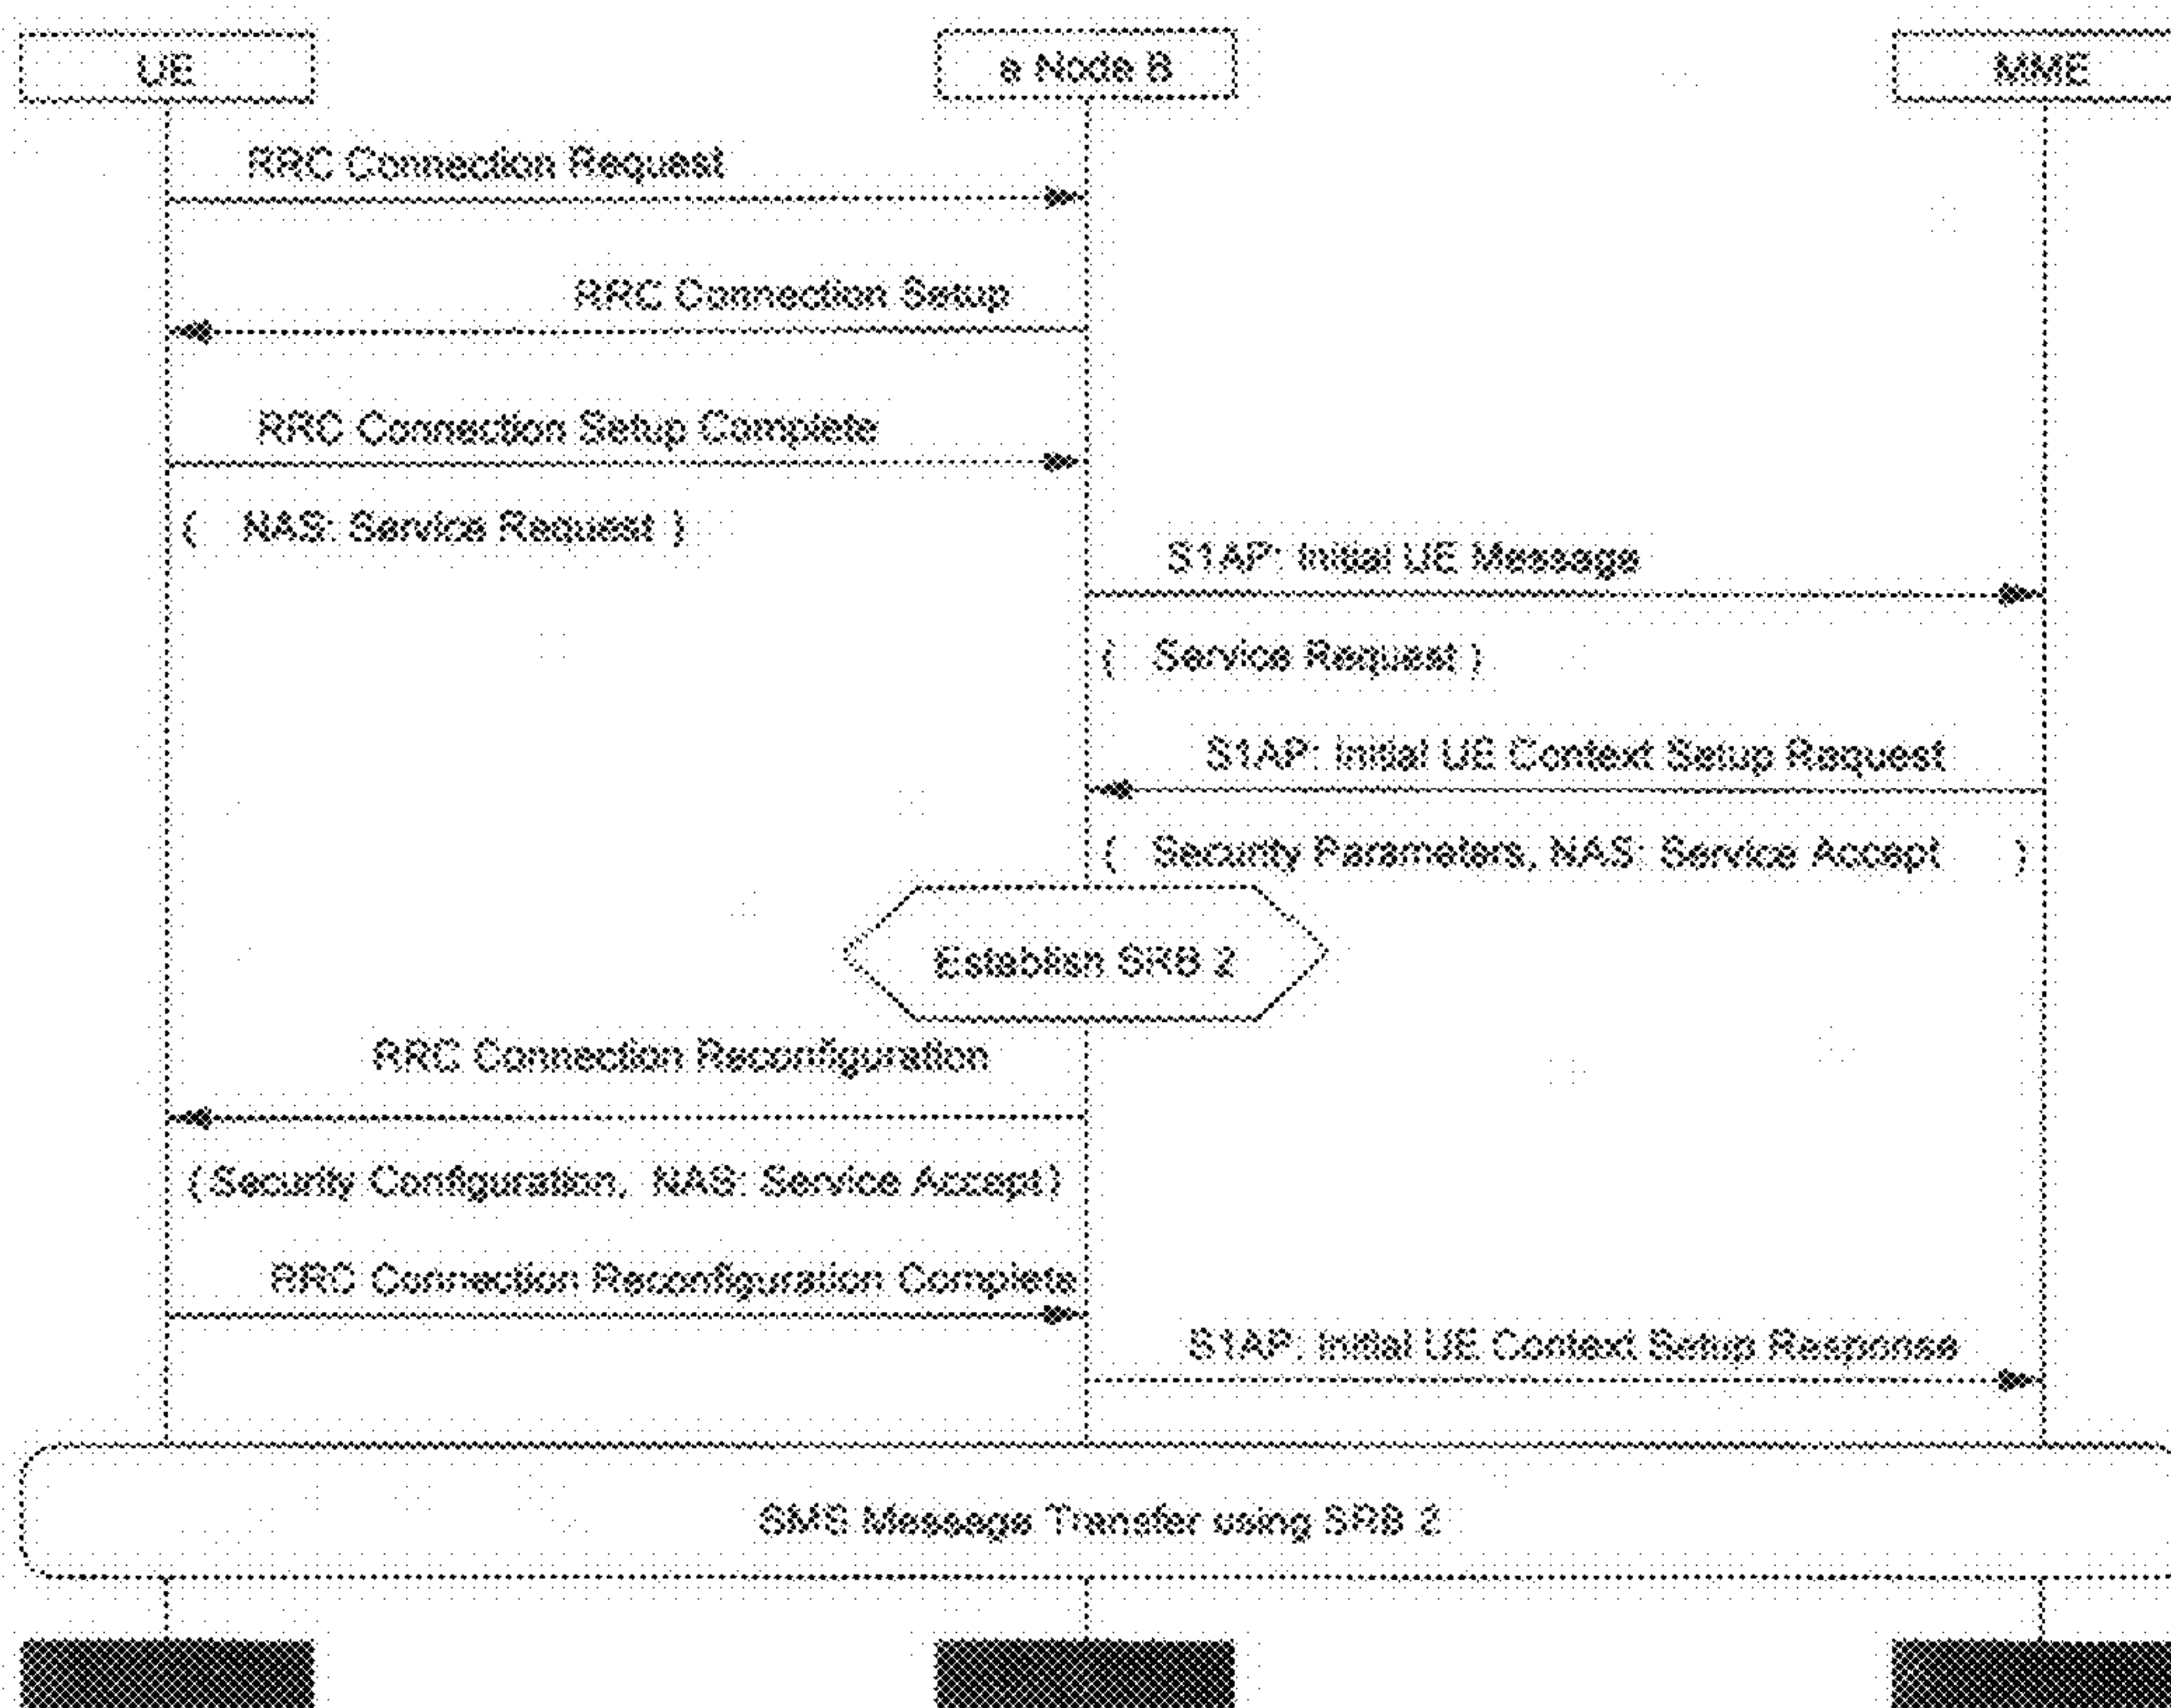 UE
e Node B
MME
RRC Connection Request
RRC Connection Setup
RRC Connection Setup Complete
( NAS: Service Request )
S1AP: Initial UE Message
( Service Request )
S1AP: Initial UE Context Setup Request
( Security Parameters, NAS: Service Accept )
Establish SRB 2
RRC Connection Reconfiguration
(Security Configuration, NAS: Service Accept)
RRC Connection Reconfiguration Complete
S1AP: Initial UE Context Setup Response
SMS Message Transfer using SRB 2